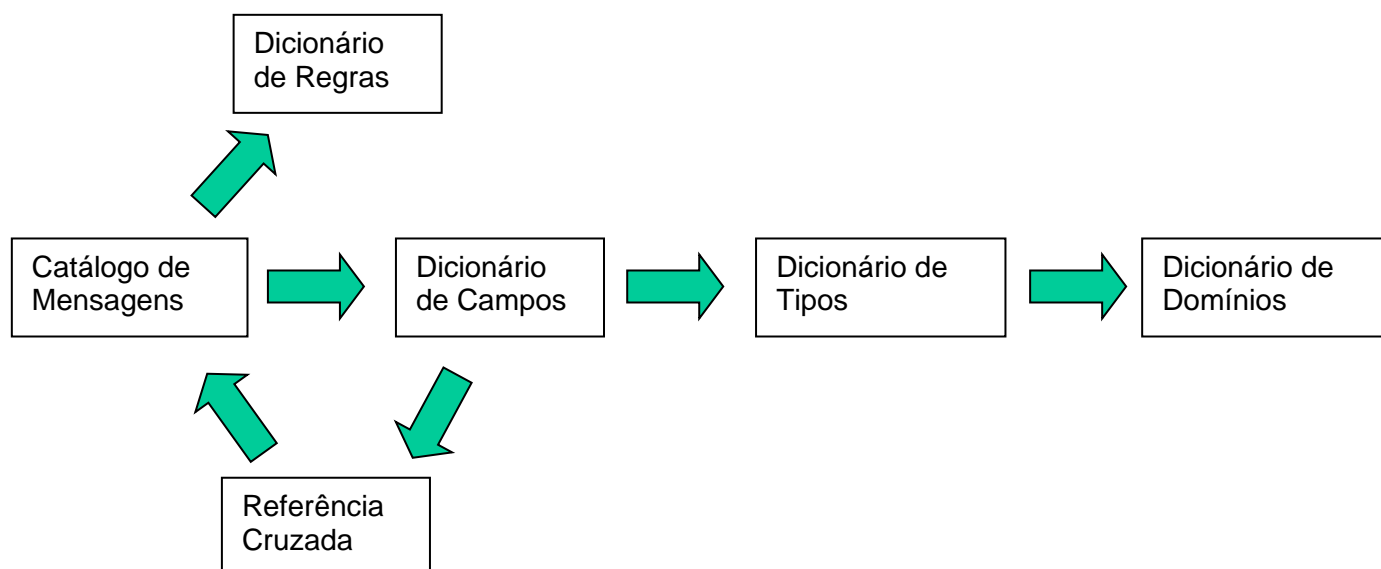 Dicionário
de Regras
Catálogo de
Mensagens
Dicionário
de Campos
Dicionário de
Tipos
Dicionário de
Domínios
Referência
Cruzada